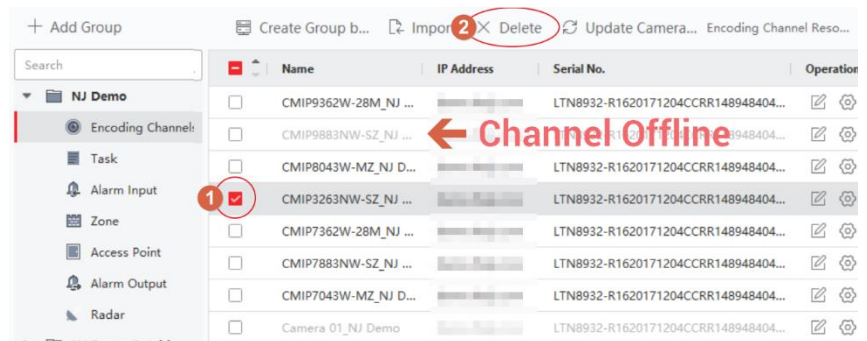 Add Group Create Group b... Import 2 Delete Update Camera... Encoding Channel Reso...
Search Name IP Address Serial No. Operation
NJ Demo CMIP9362W-28M_NJ ... LTN8932-R1620171204CCRR148948404...
Encoding Channels CMIP9883NW-SZ_NJ ... Channel Offline
Task CMIP8043W-MZ_NJ D... LTN8932-R1620171204CCRR148948404...
Alarm Input 1 CMIP3263NW-SZ_NJ ... LTN8932-R1620171204CCRR148948404...
Zone CMIP7362W-28M_NJ ... LTN8932-R1620171204CCRR148948404...
Access Point CMIP7883NW-SZ_NJ ... LTN8932-R1620171204CCRR148948404...
Alarm Output CMIP7043W-MZ_NJ D... LTN8932-R1620171204CCRR148948404...
Radar Camera 01_NJ Demo LTN8932-R1620171204CCRR148948404...